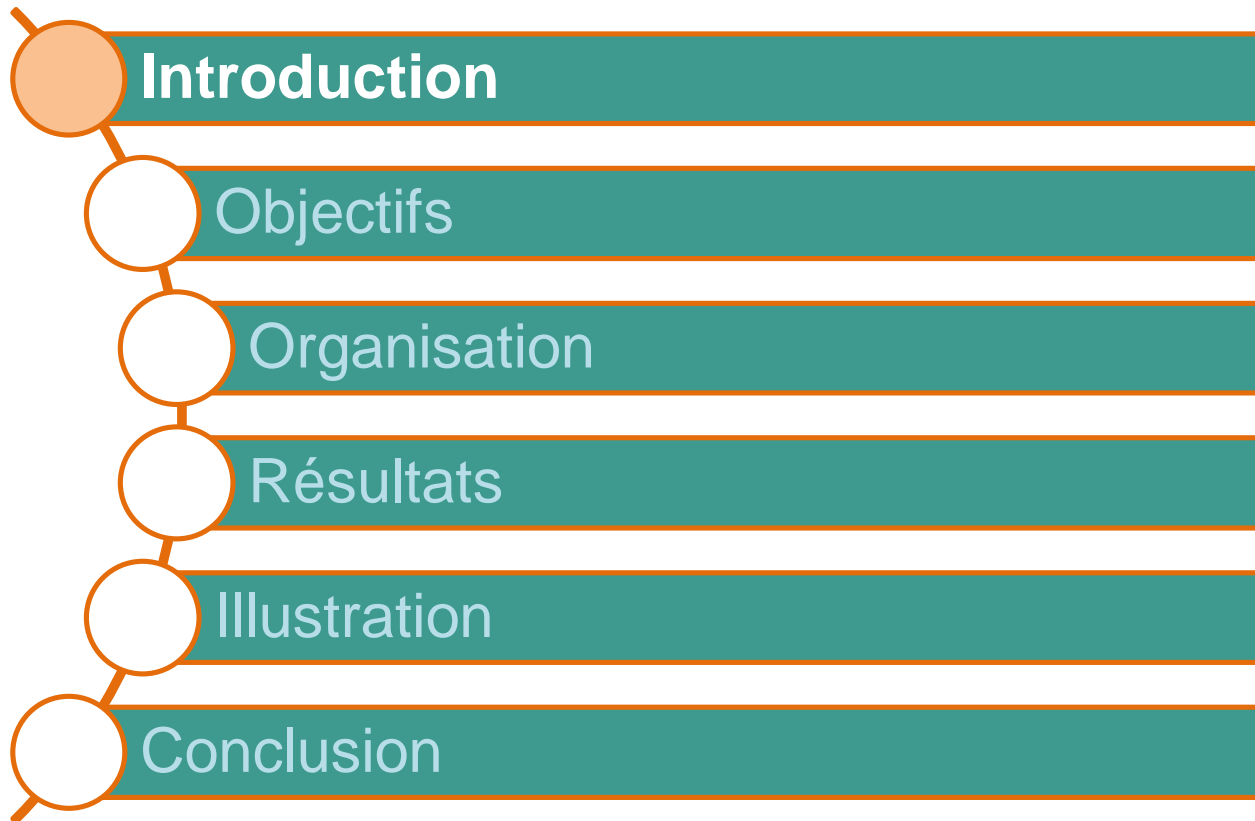 Introduction
Objectifs
Organisation
Résultats
Illustration
Conclusion